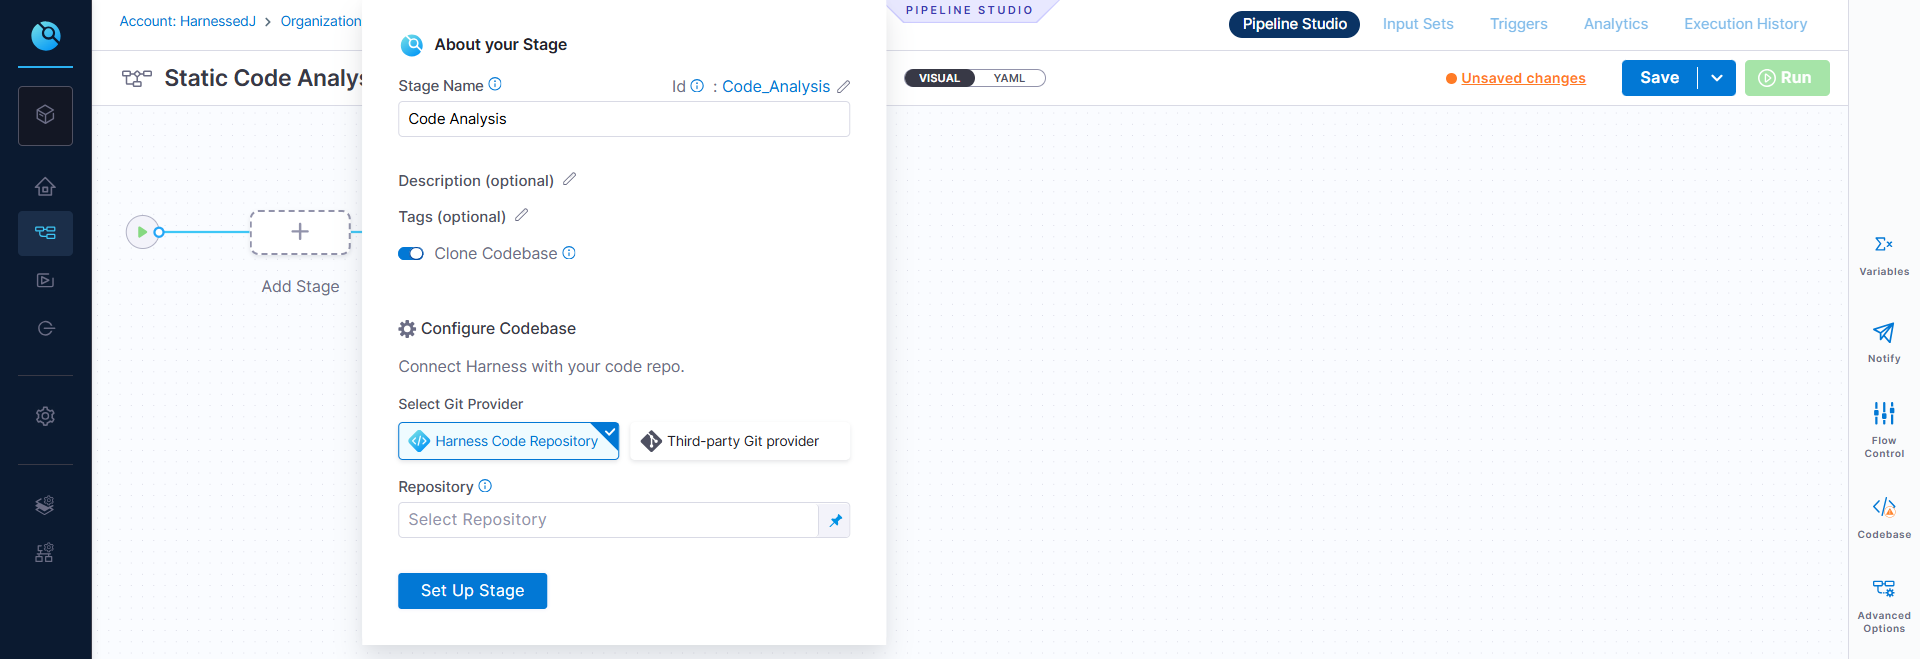 Account: HarnessedJ > Organization
PIPELINE STUDIO
Pipeline Studio
Input Sets
Triggers
Analytics
Execution History
Static Code Analys
VISUAL
YAML
Unsaved changes
Save
Run
About your Stage
Stage Name
Id : Code_Analysis
Code Analysis
Description (optional)
Tags (optional)
Clone Codebase
Add Stage
Configure Codebase
Connect Harness with your code repo.
Select Git Provider
Harness Code Repository
Third-party Git provider
Repository
Select Repository
Set Up Stage
Variables
Notify
Flow
Control
Codebase
Advanced
Options